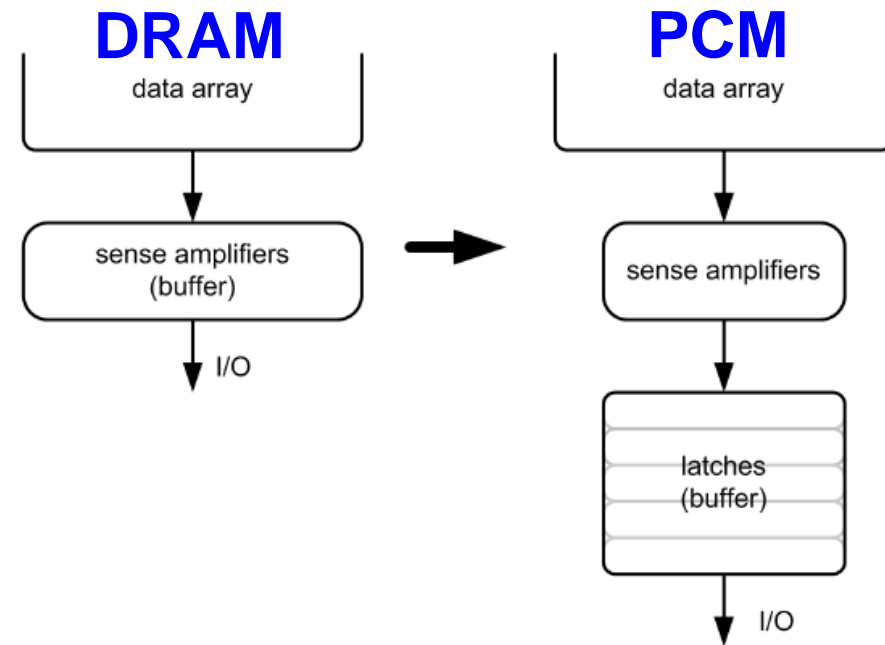 DRAM
data array
sense amplifiers
(buffer)
I/O
PCM
data array
sense amplifiers
latches
(buffer)
I/O